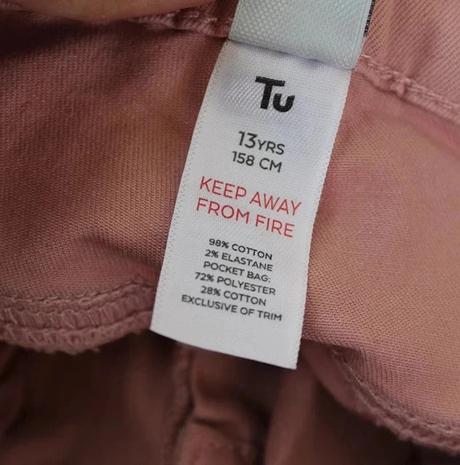 Tu
13YRS
158 CM
KEEP AWAY
FROM FIRE
98% COTTON
2% ELASTANE
POCKET BAG:
72% POLYESTER
28% COTTON
EXCLUSIVE OF TRIM